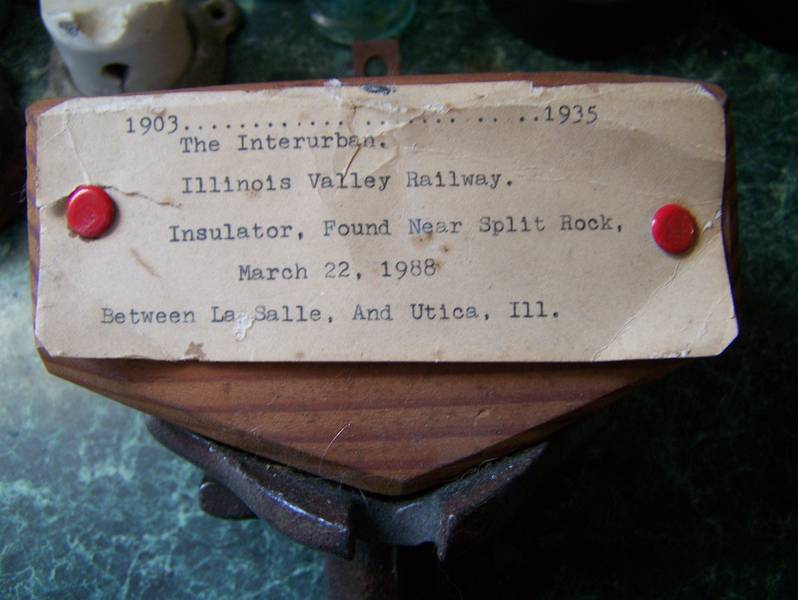 1903.........................1935
The Interurban.
Illinois Valley Railway.
Insulator, Found Near Split Rock,
March 22, 1988
Between La Salle, And Utica, Ill.